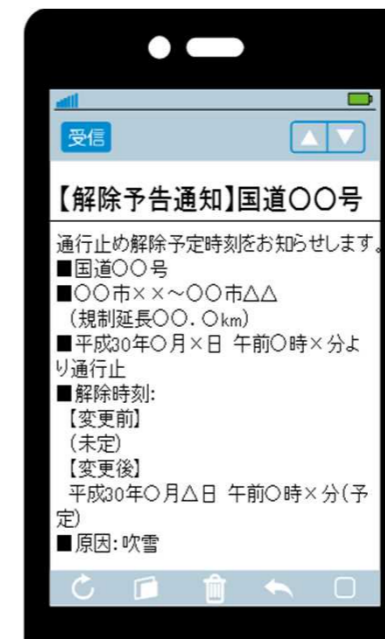 受信
【解除予告通知】国道〇〇号
通行止め解除予定時刻をお知らせします。
■国道〇〇号
■〇〇市××～〇〇市△△
(規制延長〇〇．〇km)
■平成30年〇月×日 午前〇時×分よ
り通行止
■解除時刻:
【変更前】
(未定)
【変更後】
平成30年〇月△日 午前〇時×分(予
定)
■原因:吹雪